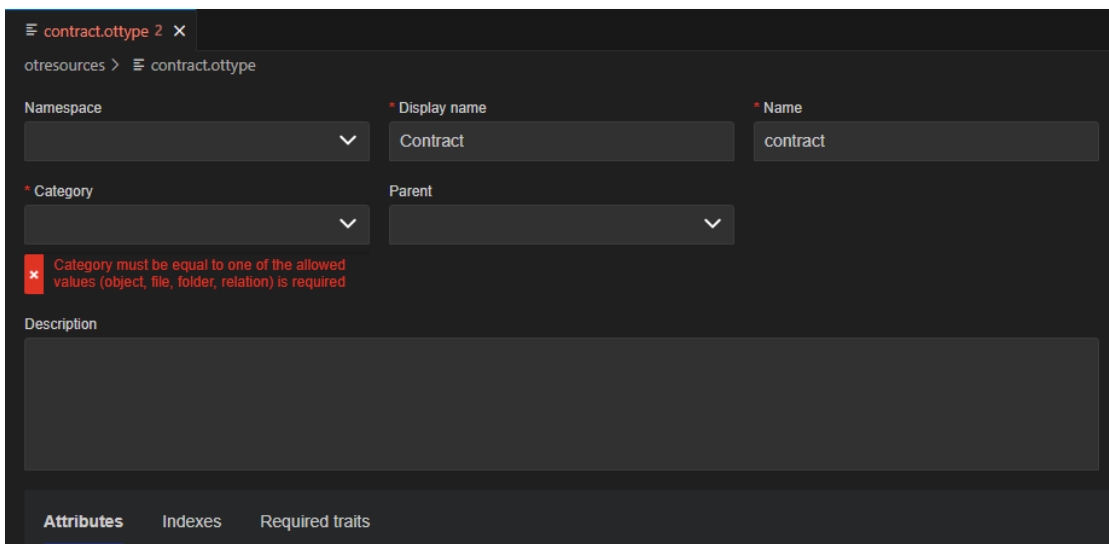 contract.ottype 2
otresources > contract.ottype
Namespace * Display name * Name
Contract contract
* Category Parent
Category must be equal to one of the allowed
values (object, file, folder, relation) is required
Description
Attributes Indexes Required traits